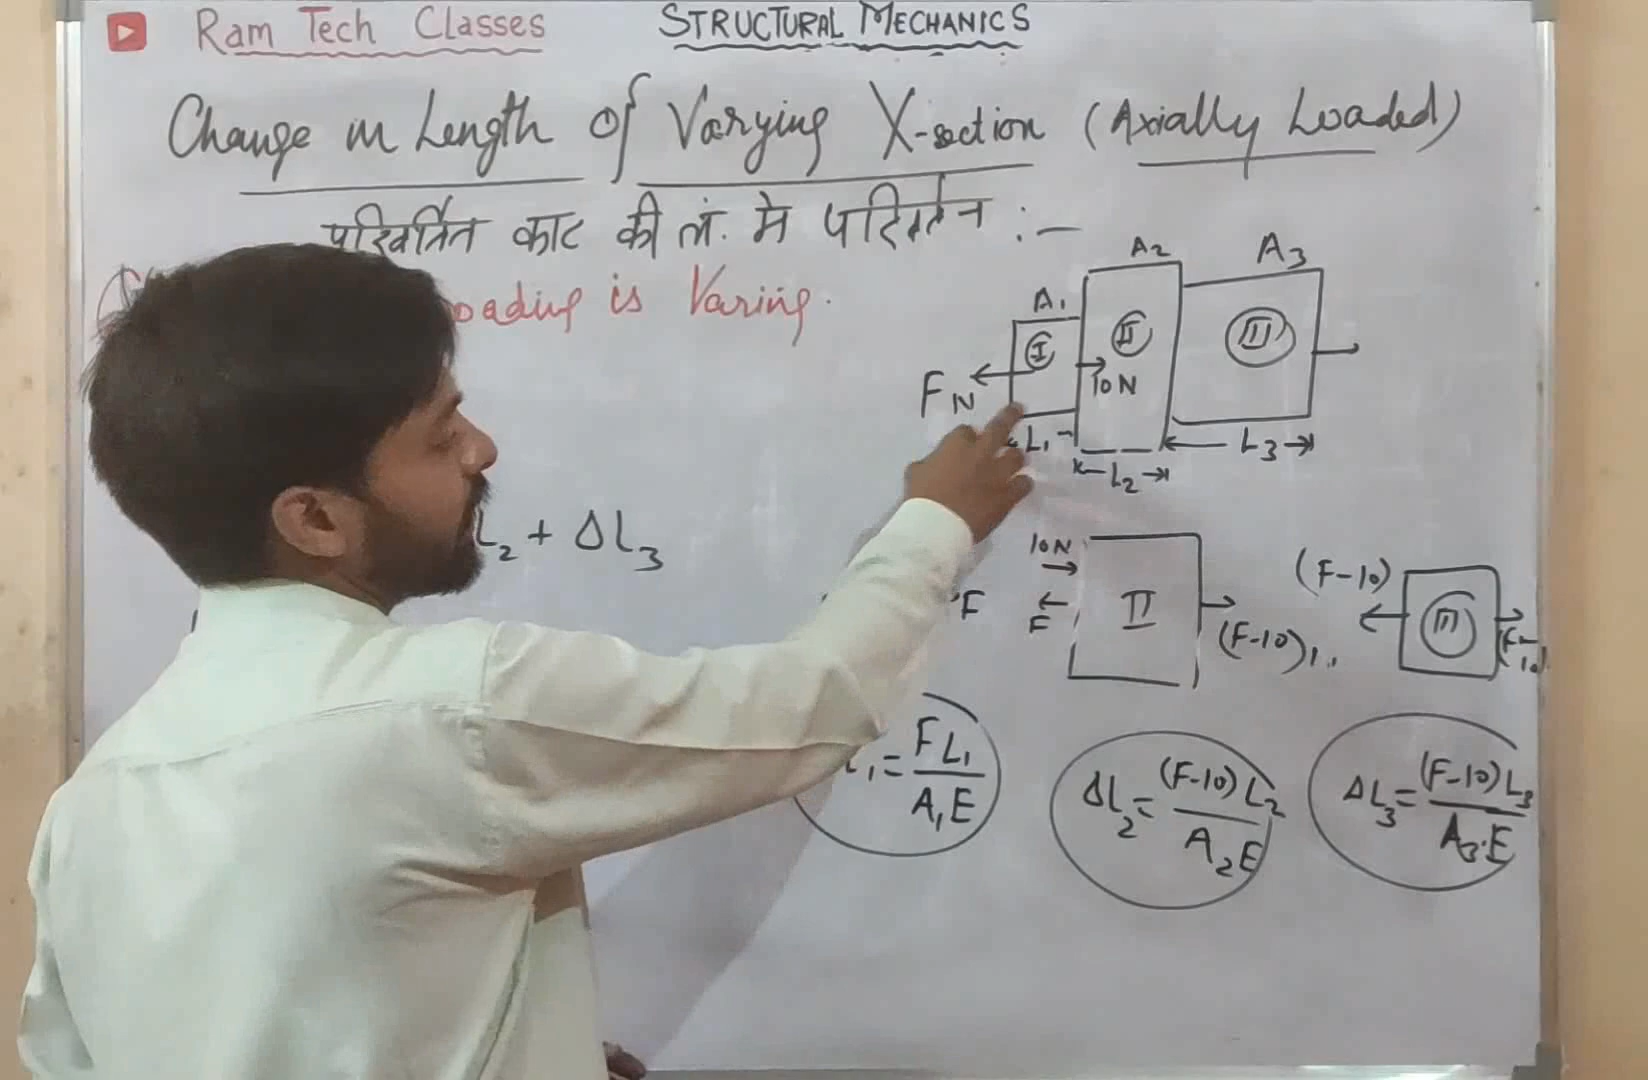 Ram Tech Classes
STRUCTURAL MECHANICS
Change in Length of Varying X-section (Axially Loaded)
परिवर्तित काट की लं. मे परिवर्तन :-
oading is Varing.
A1 A2 A3
I II III
F N 10 N
L1 L2 L3
L2 + ΔL3
F
10N
F
II
(F-10)
(F-10)
III
(F-10)
L1 = FL1 / A1E
ΔL2 = (F-10) L2 / A2E
ΔL3 = (F-10) L3 / A3.E